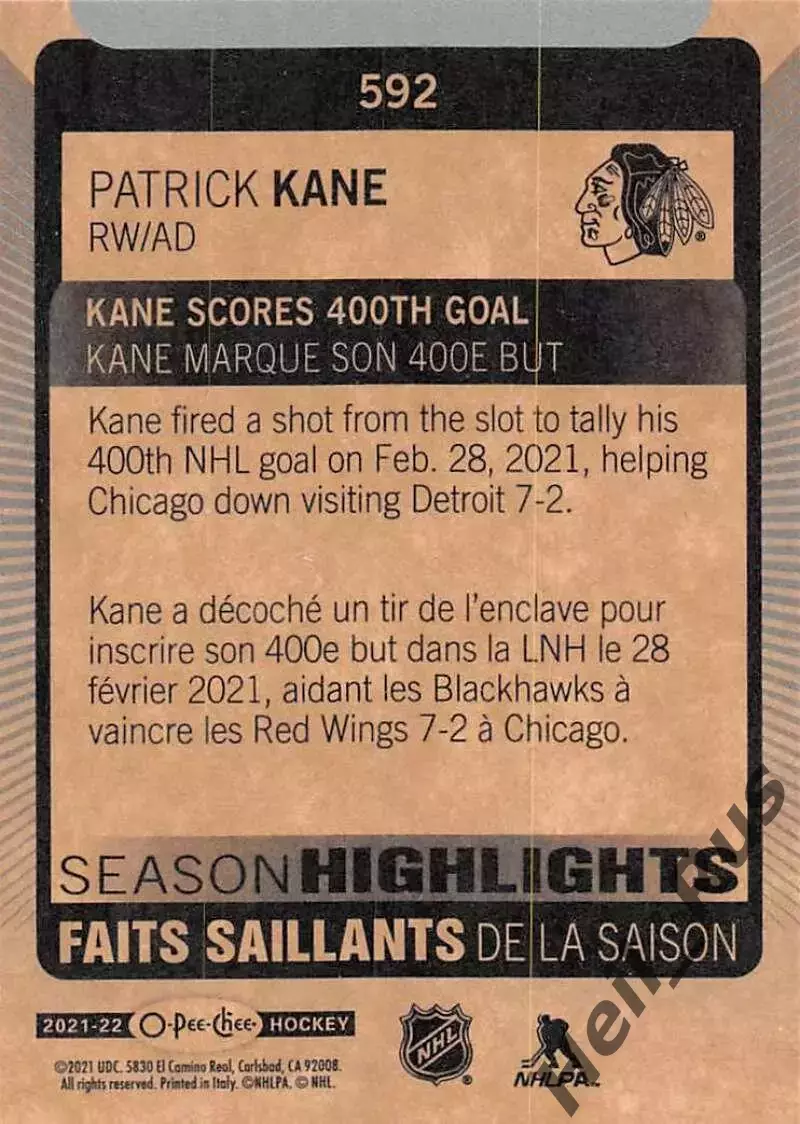 592
PATRICK KANE
RW/AD
KANE SCORES 400TH GOAL
KANE MARQUE SON 400E BUT
Kane fired a shot from the slot to tally his
400th NHL goal on Feb. 28, 2021, helping
Chicago down visiting Detroit 7-2.
Kane a décoché un tir de l'enclave pour
inscrire son 400e but dans la LNH le 28
février 2021, aidant les Blackhawks à
vaincre les Red Wings 7-2 à Chicago.
SEASON HIGHLIGHTS
FAITS SAILLANTS DE LA SAISON
2021-22 O-Pee-Chee HOCKEY
NHL
NHLPA
©2021 UDC. 5830 El Camino Real, Carlsbad, CA 92008.
All rights reserved. Printed in Italy. ©NHLPA. © NHL.